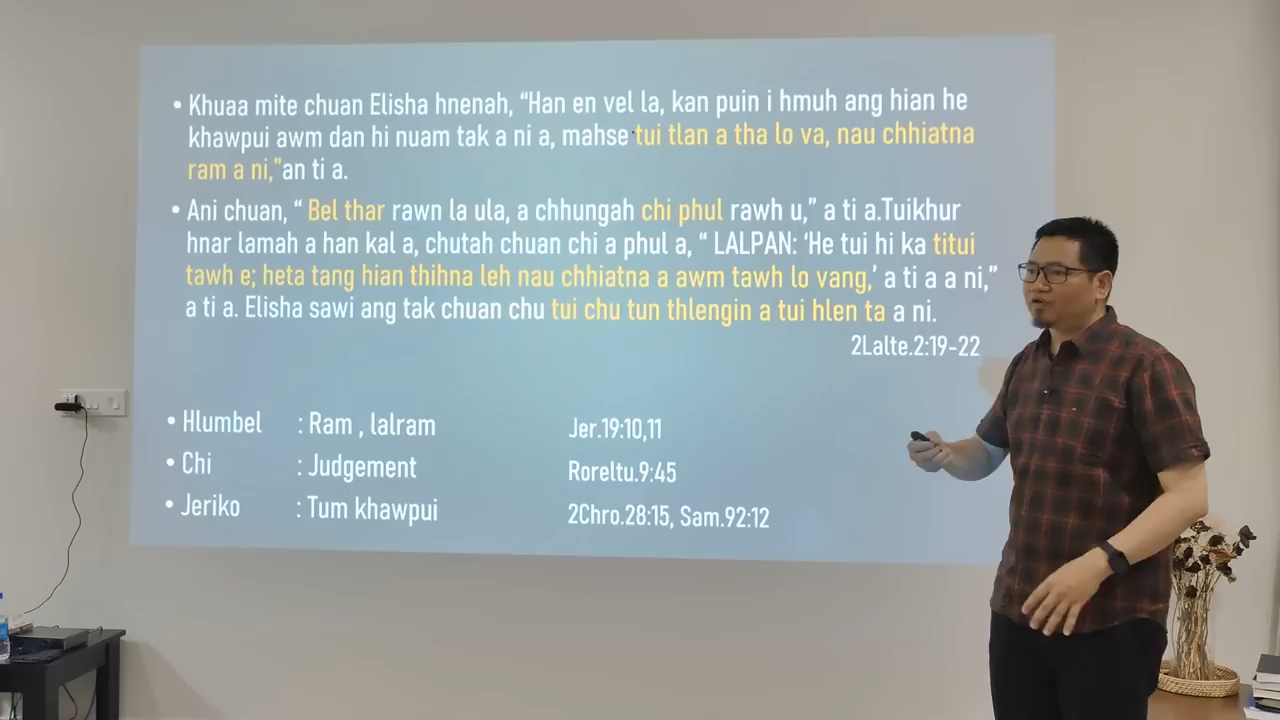 • Khuaa mite chuan Elisha hnenah, “Han en vel la, kan puin i hmuh ang hian he
khawpui awm dan hi nuam tak a ni a, mahse tui tlan a tha lo va, nau chhiatna
ram a ni,”an ti a.
• Ani chuan, “ Bel thar rawn la ula, a chhungah chi phul rawh u,” a ti a.Tuikhur
hnar lamah a han kal a, chutah chuan chi a phul a, “ LALPAN: ‘He tui hi ka titui
tawh e; heta tang hian thihna leh nau chhiatna a awm tawh lo vang,’ a ti a a ni,”
a ti a. Elisha sawi ang tak chuan chu tui chu tun thlengin a tui hlen ta a ni.
2Lalte.2:19-22
• Hlumbel : Ram , lalram Jer.19:10,11
• Chi : Judgement Roreltu.9:45
• Jeriko : Tum khawpui 2Chro.28:15, Sam.92:12